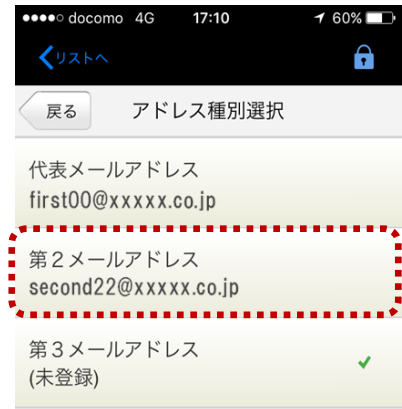 docomo 4G 17:10 60%
リストへ
戻る アドレス種別選択
代表メールアドレス
first00@xxxxx.co.jp
第２メールアドレス
second22@xxxxx.co.jp
第３メールアドレス
(未登録)